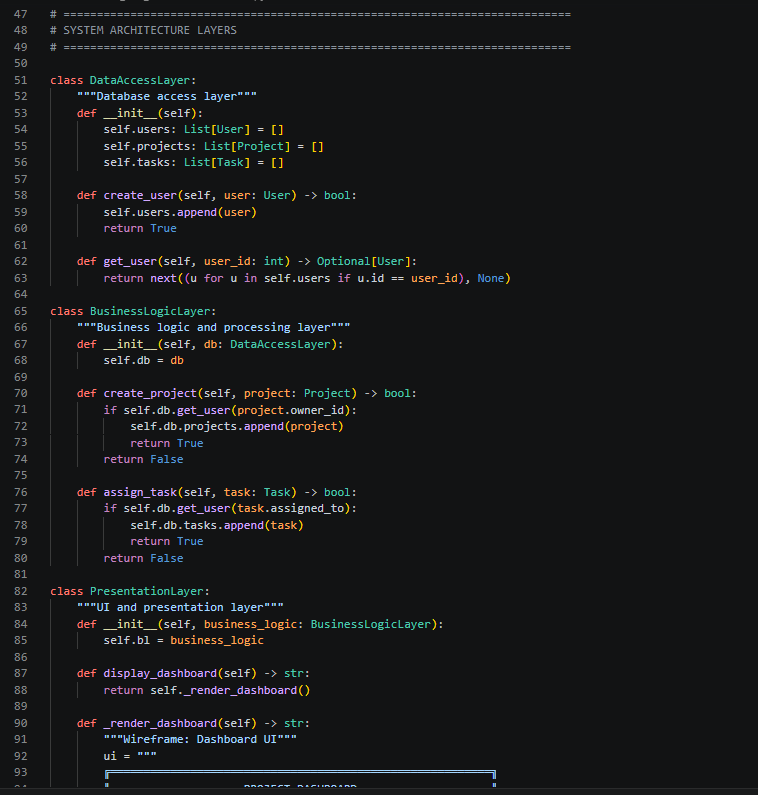 47 # =============================================================================
48 # SYSTEM ARCHITECTURE LAYERS
49 # =============================================================================
50
51 class DataAccessLayer:
52     """Database access layer"""
53     def __init__(self):
54         self.users: List[User] = []
55         self.projects: List[Project] = []
56         self.tasks: List[Task] = []
57
58     def create_user(self, user: User) -> bool:
59         self.users.append(user)
60         return True
61
62     def get_user(self, user_id: int) -> Optional[User]:
63         return next((u for u in self.users if u.id == user_id), None)
64
65 class BusinessLogicLayer:
66     """Business logic and processing layer"""
67     def __init__(self, db: DataAccessLayer):
68         self.db = db
69
70     def create_project(self, project: Project) -> bool:
71         if self.db.get_user(project.owner_id):
72             self.db.projects.append(project)
73             return True
74         return False
75
76     def assign_task(self, task: Task) -> bool:
77         if self.db.get_user(task.assigned_to):
78             self.db.tasks.append(task)
79             return True
80         return False
81
82 class PresentationLayer:
83     """UI and presentation layer"""
84     def __init__(self, business_logic: BusinessLogicLayer):
85         self.bl = business_logic
86
87     def display_dashboard(self) -> str:
88         return self._render_dashboard()
89
90     def _render_dashboard(self) -> str:
91         """Wireframe: Dashboard UI"""
92         ui = """
93         ╔══════════════════════════════════════════════════════════╗
94         ║                    PROJECT DASHBOARD                     ║